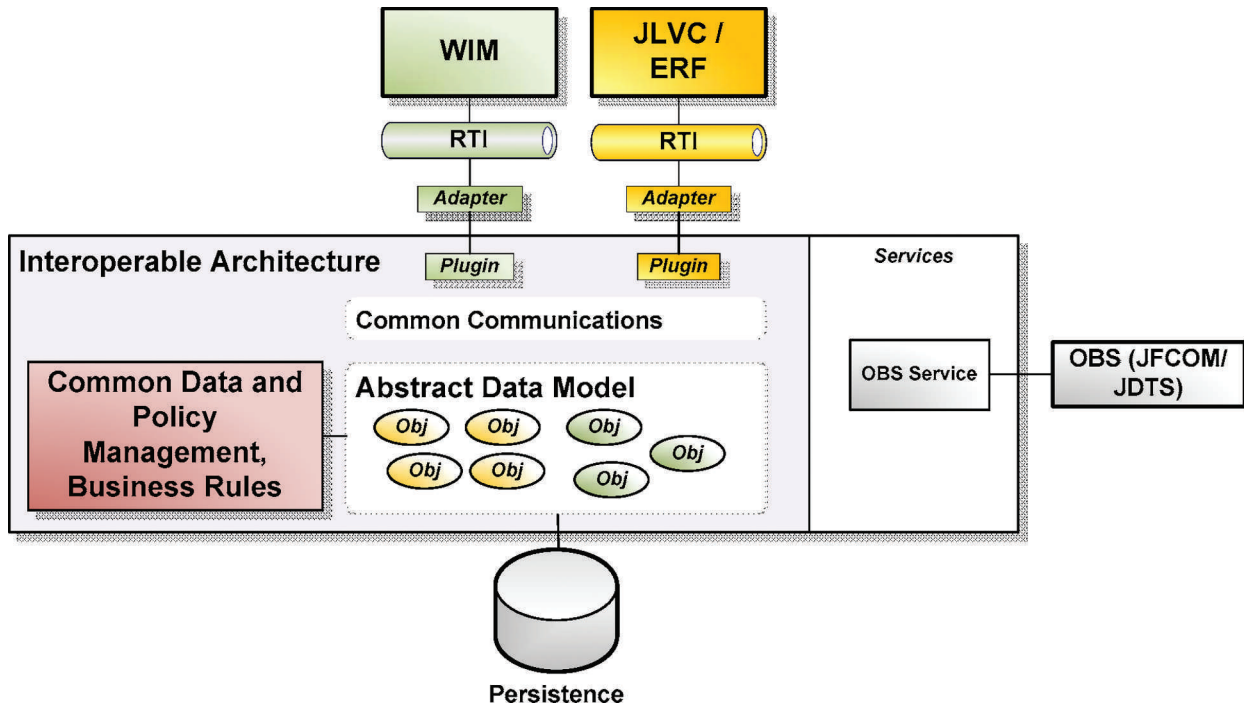 WIM
JLVC /
ERF
RTI
RTI
Adapter
Adapter
Interoperable Architecture
Plugin
Plugin
Services
Common Communications
Common Data and
Policy
Management,
Business Rules
Abstract Data Model
Obj
Obj
Obj
Obj
Obj
Obj
Obj
OBS Service
OBS (JFCOM/
JDTS)
Persistence